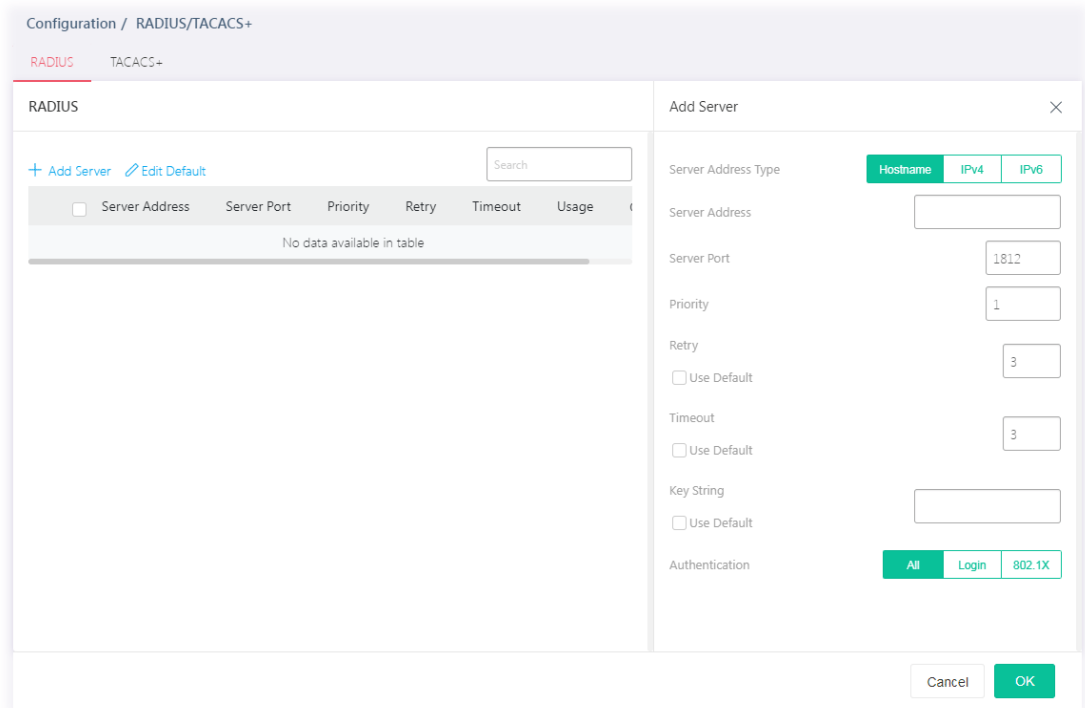 Configuration / RADIUS/TACACS+
RADIUS TACACS+
RADIUS
+ Add Server Edit Default
Search
Server Address Server Port Priority Retry Timeout Usage
No data available in table
Add Server
Server Address Type Hostname IPv4 IPv6
Server Address
Server Port 1812
Priority 1
Retry 3
Use Default
Timeout 3
Use Default
Key String
Use Default
Authentication All Login 802.1X
Cancel OK